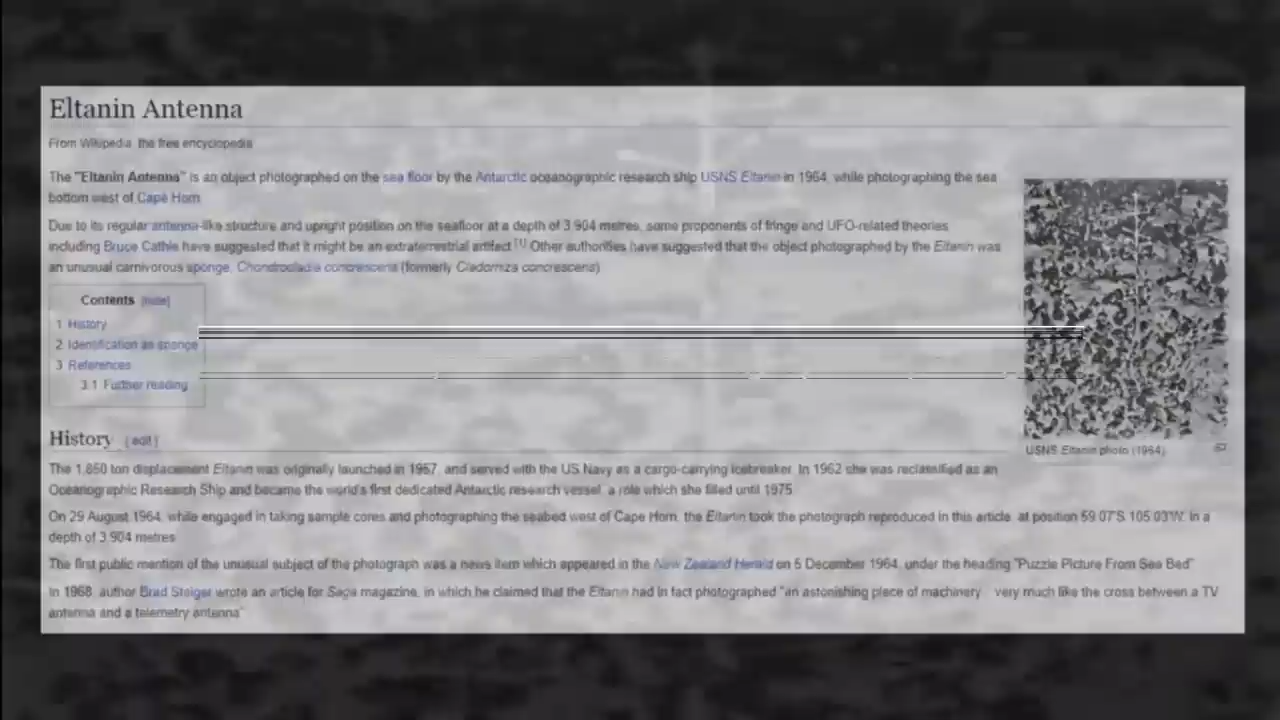 Eltanin Antenna
From Wikipedia, the free encyclopedia
The "Eltanin Antenna" is an object photographed on the sea floor by the Antarctic oceanographic research ship USNS Eltanin in 1964, while photographing the sea
bottom west of Cape Horn.
Due to its regular antenna-like structure and upright position on the seafloor at a depth of 3,904 metres, some proponents of fringe and UFO-related theories
including Bruce Cathie have suggested that it might be an extraterrestrial artifact.[1] Other authorities have suggested that the object photographed by the Eltanin was
an unusual carnivorous sponge, Chondrocladia concrescens (formerly Cladorhiza concrescens).
Contents [hide]
1 History
2 Identification as sponge
3 References
3.1 Further reading
USNS Eltanin photo (1964)
History [edit]
The 1,850 ton displacement Eltanin was originally launched in 1957, and served with the US Navy as a cargo-carrying icebreaker. In 1962 she was reclassified as an
Oceanographic Research Ship and became the world's first dedicated Antarctic research vessel, a role which she filled until 1975.
On 29 August 1964, while engaged in taking sample cores and photographing the seabed west of Cape Horn, the Eltanin took the photograph reproduced in this article, at position 59:07'S 105:03'W, in a
depth of 3,904 metres.
The first public mention of the unusual subject of the photograph was a news item which appeared in the New Zealand Herald on 5 December 1964, under the heading "Puzzle Picture From Sea Bed".
In 1968, author Brad Steiger wrote an article for Saga magazine, in which he claimed that the Eltanin had in fact photographed "an astonishing piece of machinery... very much like the cross between a TV
antenna and a telemetry antenna".